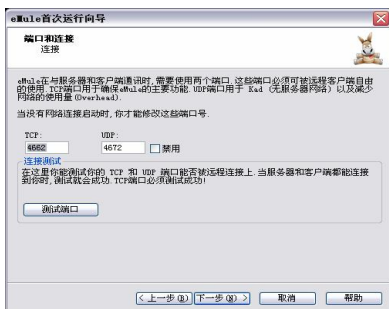 eMule首次运行向导
端口和连接
连接
eMule在与服务器和客户端通讯时,需要使用两个端口.这些端口必须可被远程客户端自由
的使用.TCP端口用于确保eMule的主要功能.UDP端口用于 Kad (无服务器网络) 以及减少
网络的使用量(Overhead).
当没有网络连接启动时,你才能修改这些端口号.
TCP: UDP:
4662 4672 禁用
连接测试
在这里你能测试你的 TCP 和 UDP 端口能否被远程连接上.当服务器和客户端都能连接
到你时,测试就会成功.TCP端口必须测试成功!
测试端口
< 上一步(B) 下一步(N) > 取消 帮助